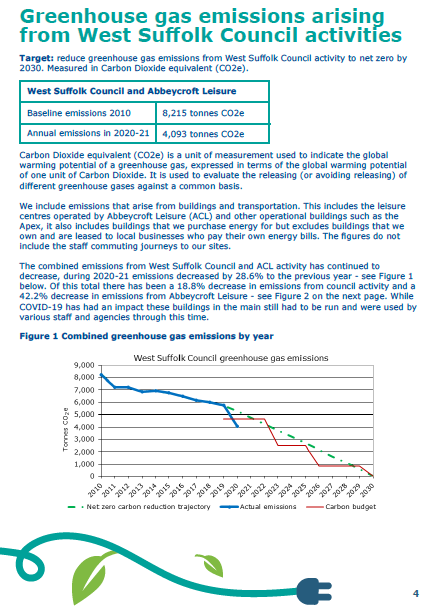 Greenhouse gas emissions arising
from West Suffolk Council activities
Target: reduce greenhouse gas emissions from West Suffolk Council activity to net zero by
2030. Measured in Carbon Dioxide equivalent (CO2e).
West Suffolk Council and Abbeycroft Leisure
Baseline emissions 2010 8,215 tonnes CO2e
Annual emissions in 2020-21 4,093 tonnes CO2e
Carbon Dioxide equivalent (CO2e) is a unit of measurement used to indicate the global
warming potential of a greenhouse gas, expressed in terms of the global warming potential
of one unit of Carbon Dioxide. It is used to evaluate the releasing (or avoiding releasing) of
different greenhouse gases against a common basis.
We include emissions that arise from buildings and transportation. This includes the leisure
centres operated by Abbeycroft Leisure (ACL) and other operational buildings such as the
Apex, it also includes buildings that we purchase energy for but excludes buildings that we
own and are leased to local businesses who pay their own energy bills. The figures do not
include the staff commuting journeys to our sites.
The combined emissions from West Suffolk Council and ACL activity has continued to
decrease, during 2020-21 emissions decreased by 28.6% to the previous year - see Figure 1
below. Of this total there has been a 18.8% decrease in emissions from council activity and a
42.2% decrease in emissions from Abbeycroft Leisure - see Figure 2 on the next page. While
COVID-19 has had an impact these buildings in the main still had to be run and were used by
various staff and agencies through this time.
Figure 1 Combined greenhouse gas emissions by year
West Suffolk Council greenhouse gas emissions
Tonnes CO2e
9,000
8,000
7,000
6,000
5,000
4,000
3,000
2,000
1,000
0
2010 2011 2012 2013 2014 2015 2016 2017 2018 2019 2020 2021 2022 2023 2024 2025 2026 2027 2028 2029 2030
Net zero carbon reduction trajectory Actual emissions Carbon budget
4